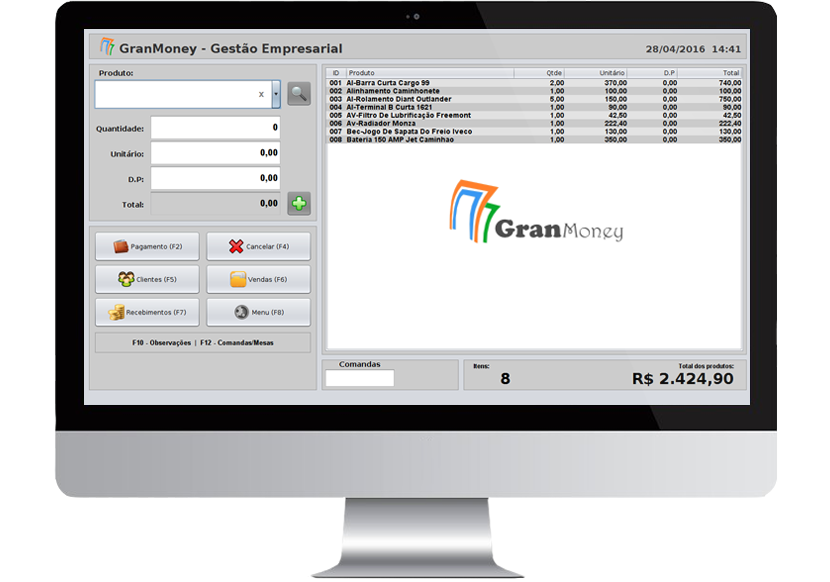 GranMoney - Gestão Empresarial
28/04/2016 14:41
Produto:
x
Quantidade: 0
Unitário: 0,00
D.P: 0,00
Total: 0,00
Pagamento (F2)
Cancelar (F4)
Clientes (F5)
Vendas (F6)
Recebimentos (F7)
Menu (F8)
F10 - Observações | F12 - Comandas/Mesas
ID Produto Qtde Unitário D.P Total
001 Al-Barra Curta Cargo 99 2,00 370,00 0,00 740,00
002 Alinhamento Caminhonete 1,00 100,00 0,00 100,00
003 Al-Rolamento Diant Outlander 5,00 150,00 0,00 750,00
004 Al-Terminal B Curta 1621 1,00 90,00 0,00 90,00
005 AV-Filtro De Lubrificação Freemont 1,00 42,50 0,00 42,50
006 Av-Radiador Monza 1,00 222,40 0,00 222,40
007 Bec-Jogo De Sapata Do Freio Iveco 1,00 130,00 0,00 130,00
008 Bateria 150 AMP Jet Caminhao 1,00 350,00 0,00 350,00
GranMoney
Comandas
Itens:
8
Total dos produtos:
R$ 2.424,90